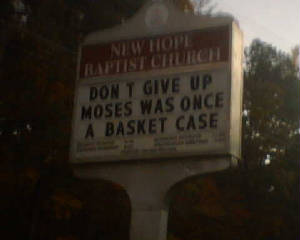 NEW HOPE
BAPTIST CHURCH
DON T GIVE UP
MOSES WAS ONCE
A BASKET CASE